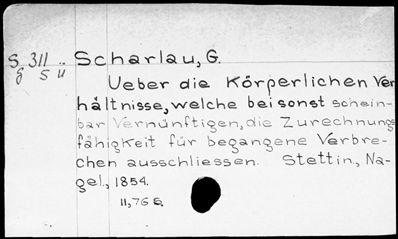 S 311 .. Scharlau, G.
g 5 u
Ueber die Körperlichen Ver
hältnisse, welche bei sonst schein-
bar Vernünftigen, die Zurechnungs
fähigkeit für begangene Verbre-
chen ausschliessen. Stettin., Na-
gel., 1854.
11,76 E.